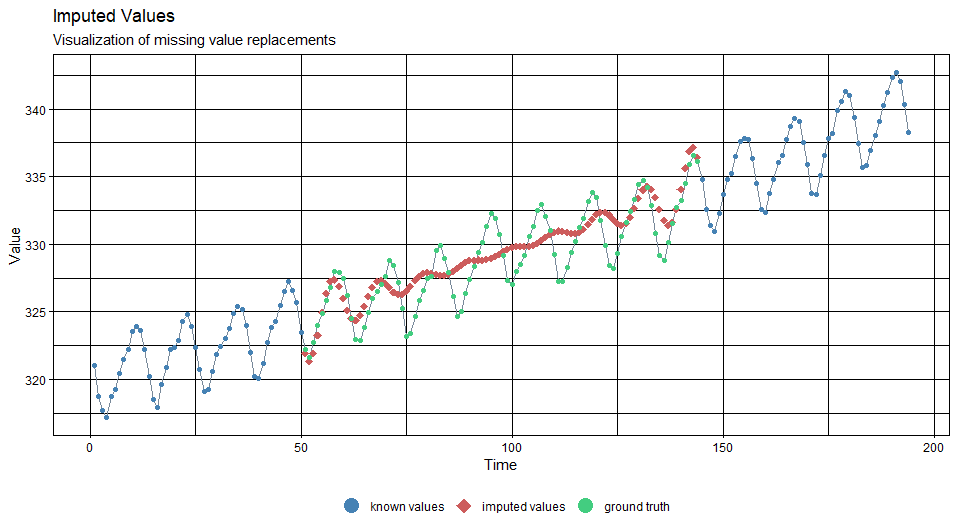 Imputed Values
Visualization of missing value replacements
340
335
330
325
320
Value
0 50 100 150 200
Time
known values imputed values ground truth